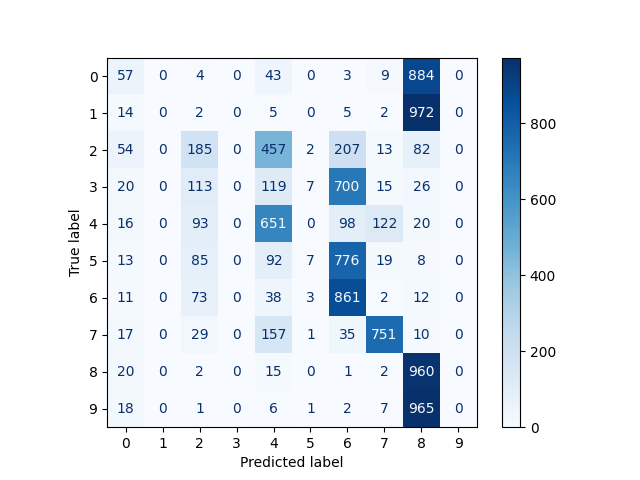 0 57 0 4 0 43 0 3 9 884 0
1 14 0 2 0 5 0 5 2 972 0
2 54 0 185 0 457 2 207 13 82 0
3 20 0 113 0 119 7 700 15 26 0
4 16 0 93 0 651 0 98 122 20 0
5 13 0 85 0 92 7 776 19 8 0
6 11 0 73 0 38 3 861 2 12 0
7 17 0 29 0 157 1 35 751 10 0
8 20 0 2 0 15 0 1 2 960 0
9 18 0 1 0 6 1 2 7 965 0
0 1 2 3 4 5 6 7 8 9
Predicted label
True label
800
600
400
200
0